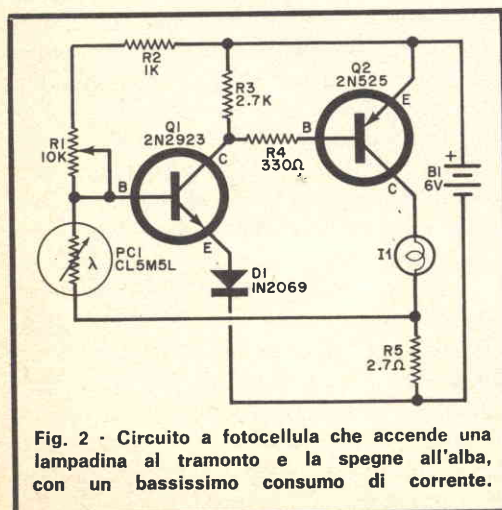 R2
1K
R3
2.7K
Q1
2N2923
Q2
2N525
R1
10K
B
C
E
R4
330Ω
B
E
C
B1
6V
+
PC1
CL5M5L
λ
D1
1N2069
I1
R5
2.7Ω
Fig. 2 - Circuito a fotocellula che accende una
lampadina al tramonto e la spegne all'alba,
con un bassissimo consumo di corrente.